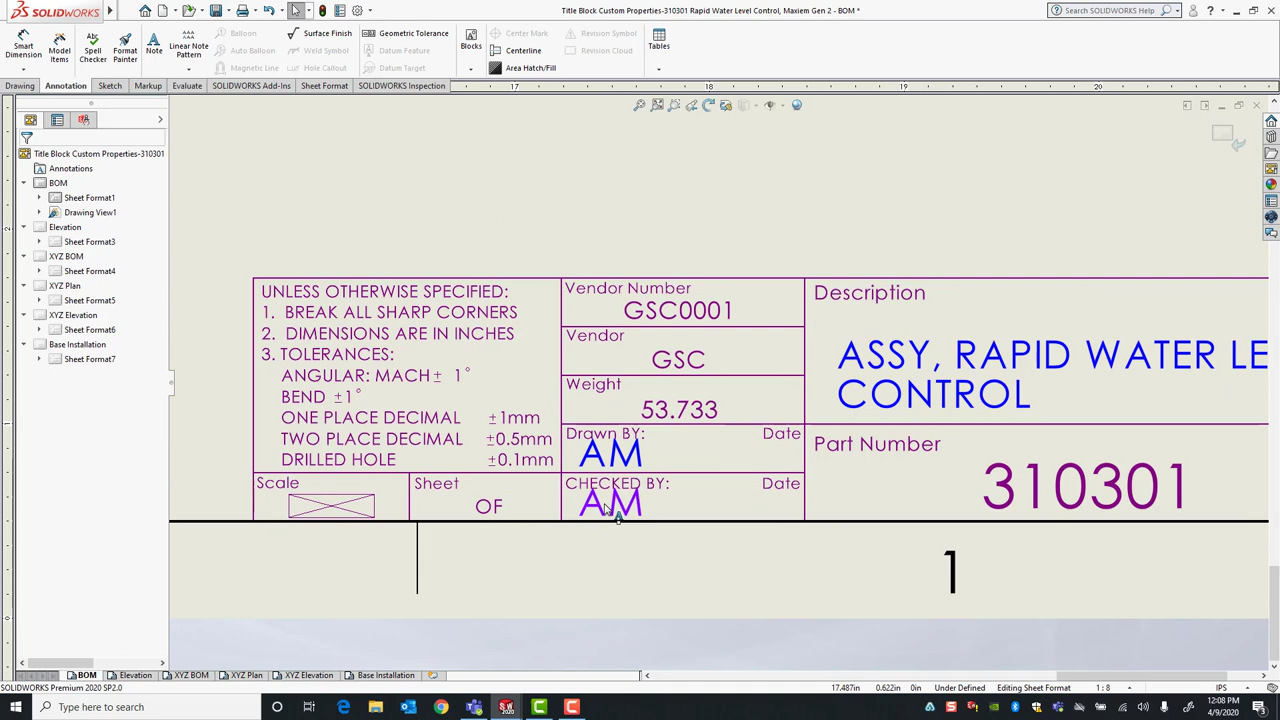 SOLIDWORKS
Title Block Custom Properties-310301 Rapid Water Level Control, Maxiem Gen 2 - BOM *
Search SOLIDWORKS Help
Smart Dimension
Model Items
Spell Checker
Format Painter
Note
Linear Note Pattern
Balloon
Auto Balloon
Magnetic Line
Surface Finish
Weld Symbol
Hole Callout
Geometric Tolerance
Datum Feature
Datum Target
Blocks
Center Mark
Centerline
Area Hatch/Fill
Revision Symbol
Revision Cloud
Tables
Drawing
Annotation
Sketch
Markup
Evaluate
SOLIDWORKS Add-Ins
Sheet Format
SOLIDWORKS Inspection
17
18
19
20
Title Block Custom Properties-310301
Annotations
BOM
Sheet Format1
Drawing View1
Elevation
Sheet Format3
XYZ BOM
Sheet Format4
XYZ Plan
Sheet Format5
XYZ Elevation
Sheet Format6
Base Installation
Sheet Format7
2
1
0
UNLESS OTHERWISE SPECIFIED:
1. BREAK ALL SHARP CORNERS
2. DIMENSIONS ARE IN INCHES
3. TOLERANCES:
ANGULAR: MACH± 1°
BEND ±1°
ONE PLACE DECIMAL ±1mm
TWO PLACE DECIMAL ±0.5mm
DRILLED HOLE ±0.1mm
Scale
Sheet
OF
Vendor Number
GSC0001
Vendor
GSC
Weight
53.733
Drawn BY: Date
AM
CHECKED BY: Date
AM
Description
ASSY, RAPID WATER LE
CONTROL
Part Number
310301
1
BOM
Elevation
XYZ BOM
XYZ Plan
XYZ Elevation
Base Installation
SOLIDWORKS Premium 2020 SP2.0
17.487in
0.622in
0in
Under Defined
Editing Sheet Format
1 : 8
IPS
Type here to search
12:08 PM
4/9/2020